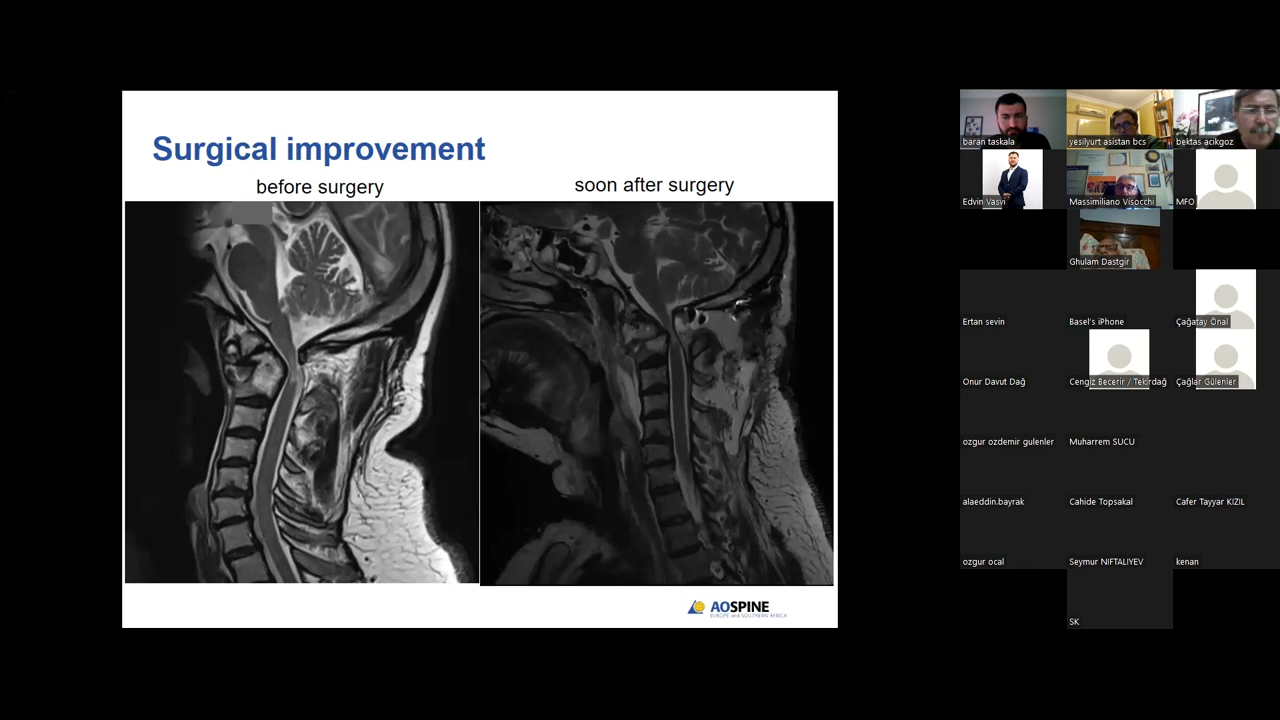 Surgical improvement
before surgery
soon after surgery
AOSPINE
EUROPE and SOUTHERN AFRICA
baran taskala
yesilyurt asistan bcs
bektas acikgoz
Edvin Vasvi
Massimiliano Visocchi
MFO
Ghulam Dastgir
Ertan sevin
Basel's iPhone
Çağatay Önal
Onur Davut Dağ
Cengiz Becerir / Tekirdağ
Çağlar Gülenler
ozgur ozdemir gulenler
Muharrem SUCU
alaeddin.bayrak
Cahide Topsakal
Cafer Tayyar KIZIL
ozgur ocal
Seymur NIFTALIYEV
kenan
SK